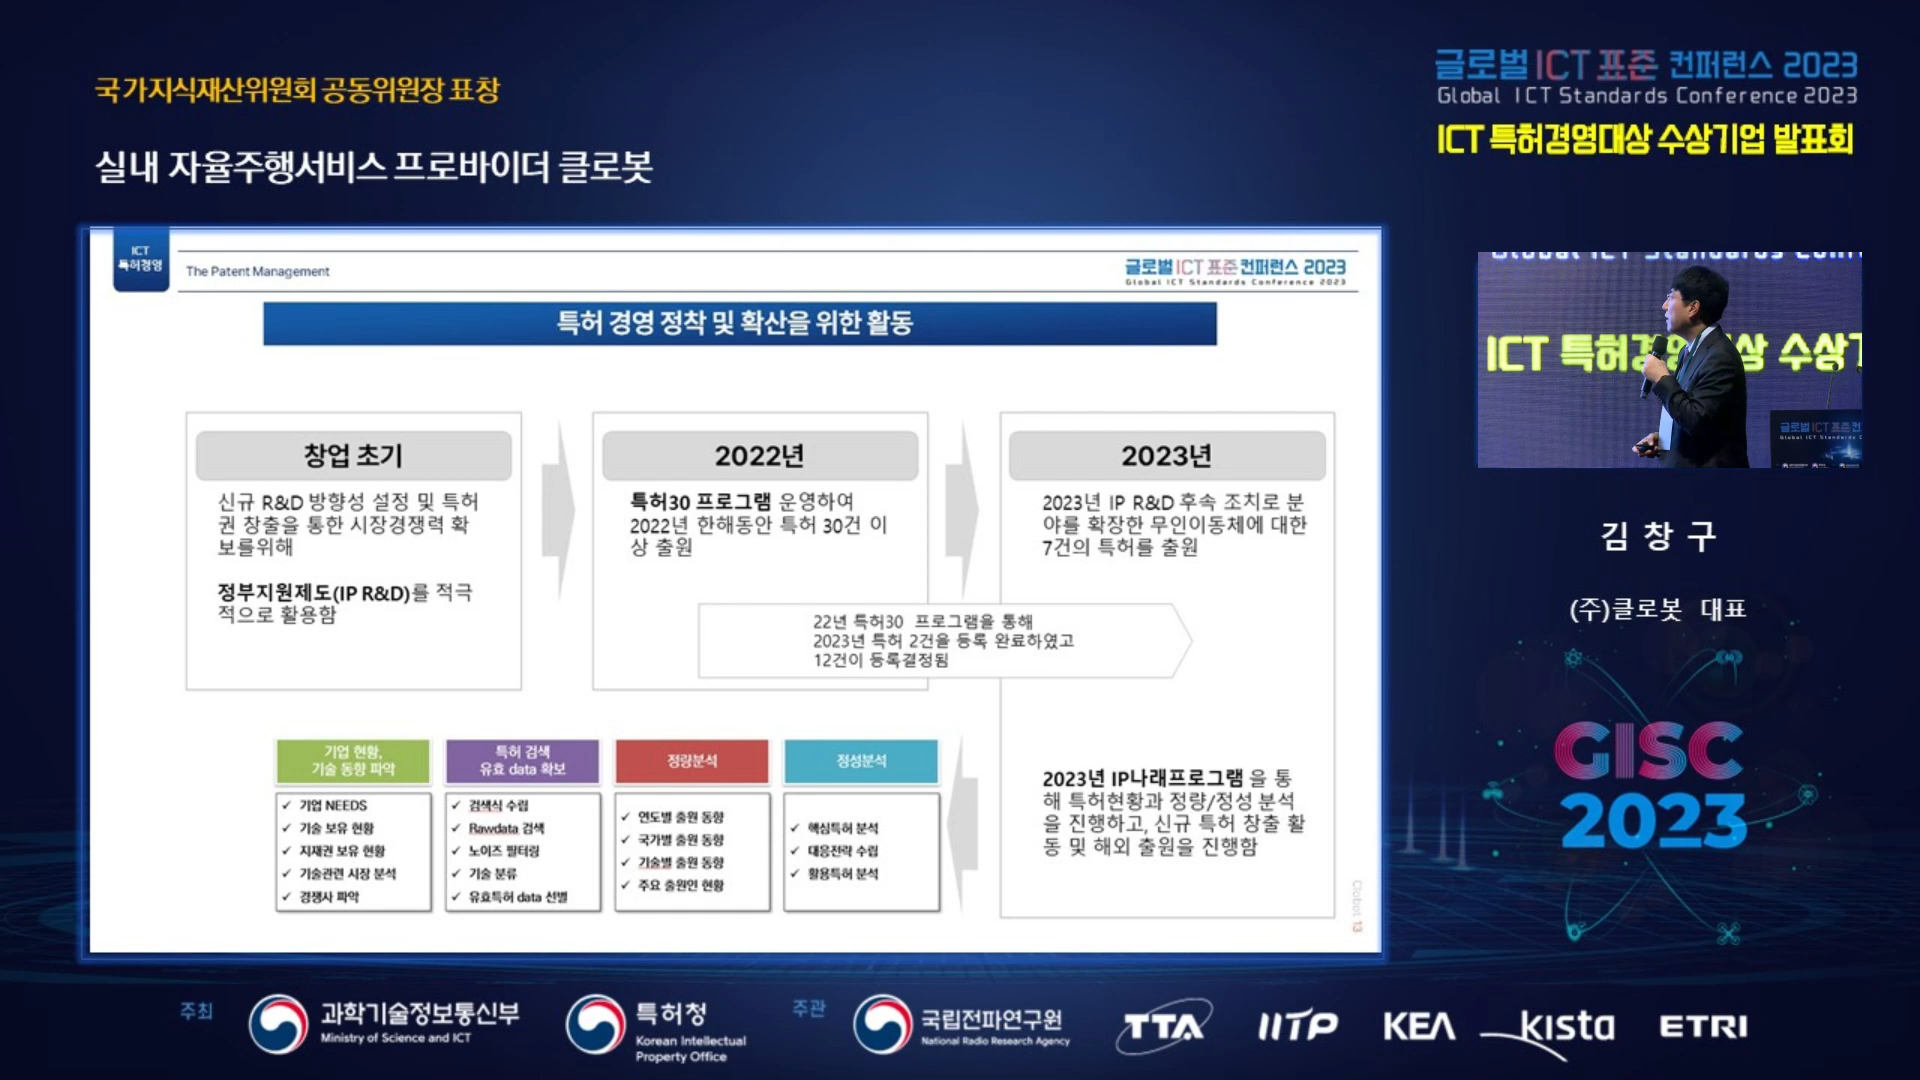 국가지식재산위원회 공동위원장 표창
실내 자율주행서비스 프로바이더 클로봇
글로벌 ICT 표준 컨퍼런스 2023
Global ICT Standards Conference 2023
ICT 특허경영대상 수상기업 발표회
ICT
특허경영
The Patent Management
글로벌 ICT 표준 컨퍼런스 2023
Global ICT Standards Conference 2023
특허 경영 정착 및 확산을 위한 활동
창업 초기
신규 R&D 방향성 설정 및 특허
권 창출을 통한 시장경쟁력 확
보를위해
정부지원제도(IP R&D)를 적극
적으로 활용함
2022년
특허30 프로그램 운영하여
2022년 한해동안 특허 30건 이
상 출원
2023년
2023년 IP R&D 후속 조치로 분
야를 확장한 무인이동체에 대한
7건의 특허를 출원
22년 특허30 프로그램을 통해
2023년 특허 2건을 등록 완료하였고
12건이 등록결정됨
2023년 IP나래프로그램 을 통
해 특허현황과 정량/정성 분석
을 진행하고, 신규 특허 창출 활
동 및 해외 출원을 진행함
기업 현황,
기술 동향 파악
✓ 기업 NEEDS
✓ 기술 보유 현황
✓ 지재권 보유 현황
✓ 기술관련 시장 분석
✓ 경쟁사 파악
특허 검색
유효 data 확보
✓ 검색식 수립
✓ Rawdata 검색
✓ 노이즈 필터링
✓ 기술 분류
✓ 유효특허 data 선별
정량분석
✓ 연도별 출원 동향
✓ 국가별 출원 동향
✓ 기술별 출원 동향
✓ 주요 출원인 현황
정성분석
✓ 핵심특허 분석
✓ 대응전략 수립
✓ 활용특허 분석
Clobot 13
ICT 특허경영 상 수상기
글로벌 ICT 표준 컨
김 창 구
(주)클로봇 대표
GISC
2023
주최
과학기술정보통신부
Ministry of Science and ICT
특허청
Korean Intellectual
Property Office
주관
국립전파연구원
National Radio Research Agency
TTA
IITP
KEA
kista
ETRI